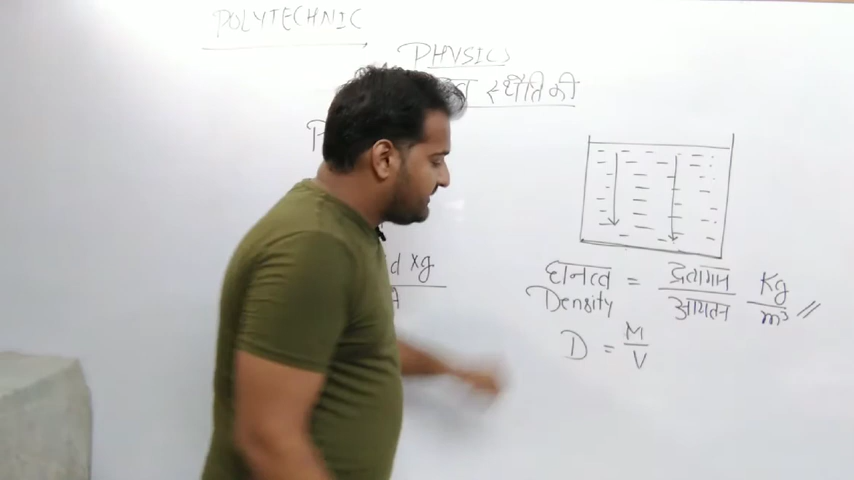 POLYTECHNIC
PHYSICS
स्थैतिकी
P
d xg
A
घनत्व = द्रव्यमान Kg
Density आयतन m³
D = M
V